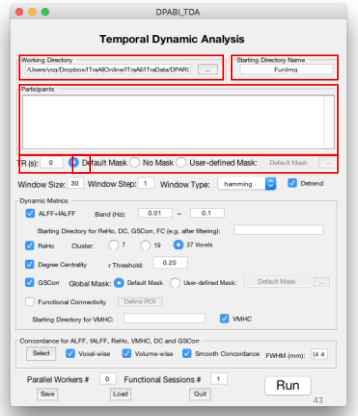 DPABI_TDA
Temporal Dynamic Analysis
Working Directory
Starting Directory Name
/Users/ycg/Dropbox/ITraAllOnline/ITraAll/ITraData/DPARS ...
FunImg
Participants
TR (s): 0 Default Mask No Mask User-defined Mask: Default Mask ...
Window Size: 30 Window Step: 1 Window Type: hamming Detrend
Dynamic Metrics
ALFF+fALFF Band (Hz): 0.01 ~ 0.1
Starting Directory for ReHo, DC, GSCorr, FC (e.g. after filtering):
ReHo Cluster: 7 19 27 Voxels
Degree Centrality r Threshold: 0.25
GSCorr Global Mask: Default Mask User-defined Mask: Default Mask ...
Functional Connectivity Define ROI
Starting Directory for VMHC: VMHC
Concordance for ALFF, fALFF, ReHo, VMHC, DC and GSCorr
Select Voxel-wise Volume-wise Smooth Concordance FWHM (mm): [4 4
Parallel Workers # 0 Functional Sessions # 1
Run
Save Load Quit
43